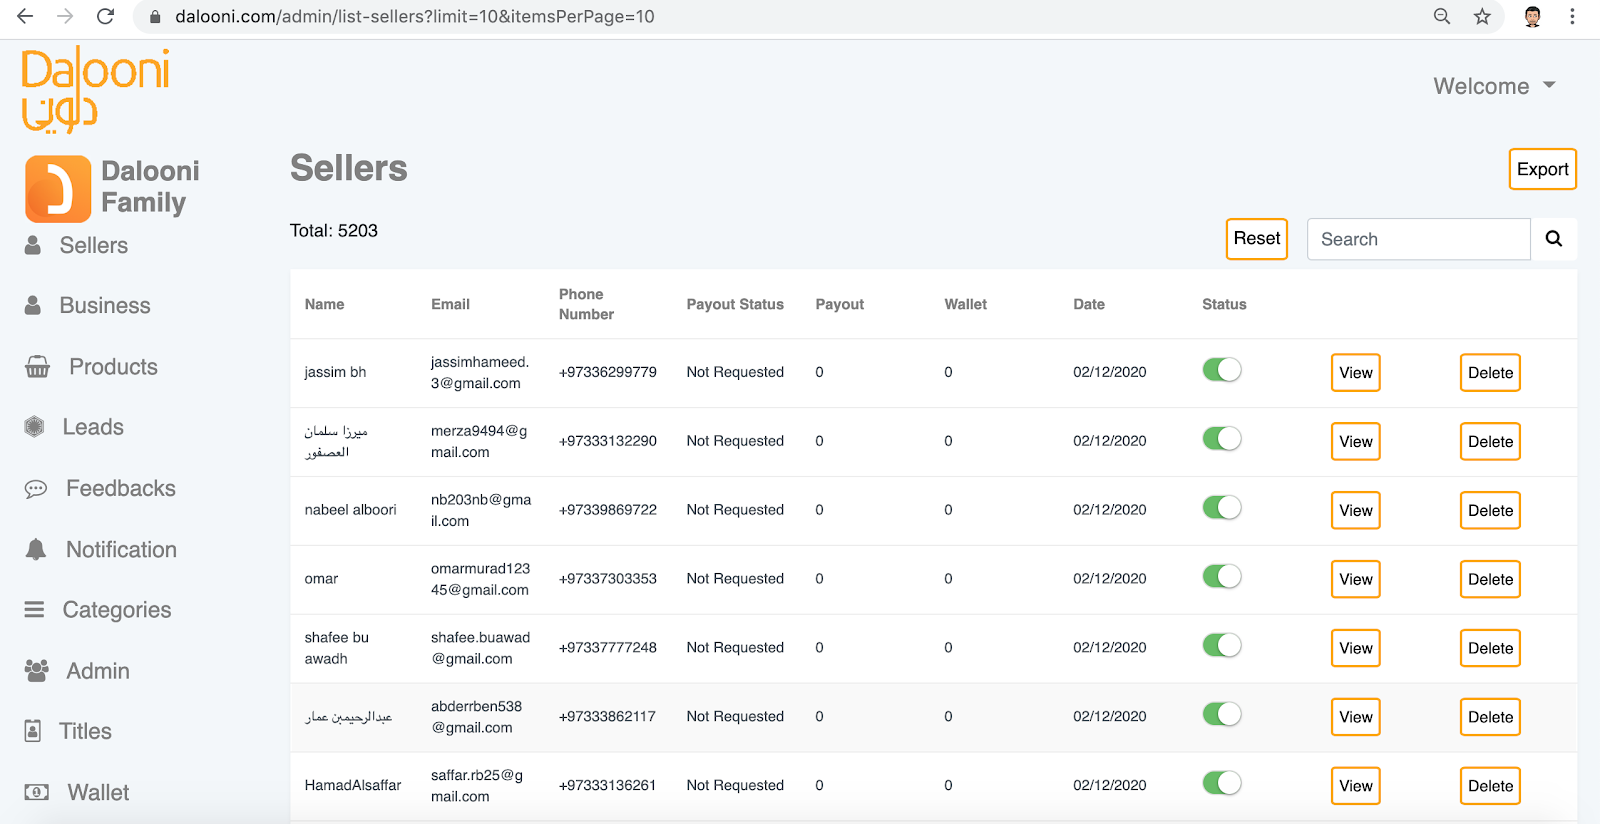 dalooni.com/admin/list-sellers?limit=10&itemsPerPage=10
Dalooni
دلوني
Welcome
Dalooni
Family
Sellers
Business
Products
Leads
Feedbacks
Notification
Categories
Admin
Titles
Wallet
Sellers
Export
Total: 5203
Reset
Search
Name Email Phone Number Payout Status Payout Wallet Date Status
jassim bh jassimhameed.3@gmail.com +97336299779 Not Requested 0 0 02/12/2020 View Delete
ميرزا سلمان العصفور merza9494@gmail.com +97333132290 Not Requested 0 0 02/12/2020 View Delete
nabeel alboori nb203nb@gmail.com +97339869722 Not Requested 0 0 02/12/2020 View Delete
omar omarmurad12345@gmail.com +97337303353 Not Requested 0 0 02/12/2020 View Delete
shafee bu awadh shafee.buawad@gmail.com +97337777248 Not Requested 0 0 02/12/2020 View Delete
عبدالرحيمبن عمار abderrben538@gmail.com +97333862117 Not Requested 0 0 02/12/2020 View Delete
HamadAlsaffar saffar.rb25@gmail.com +97333136261 Not Requested 0 0 02/12/2020 View Delete